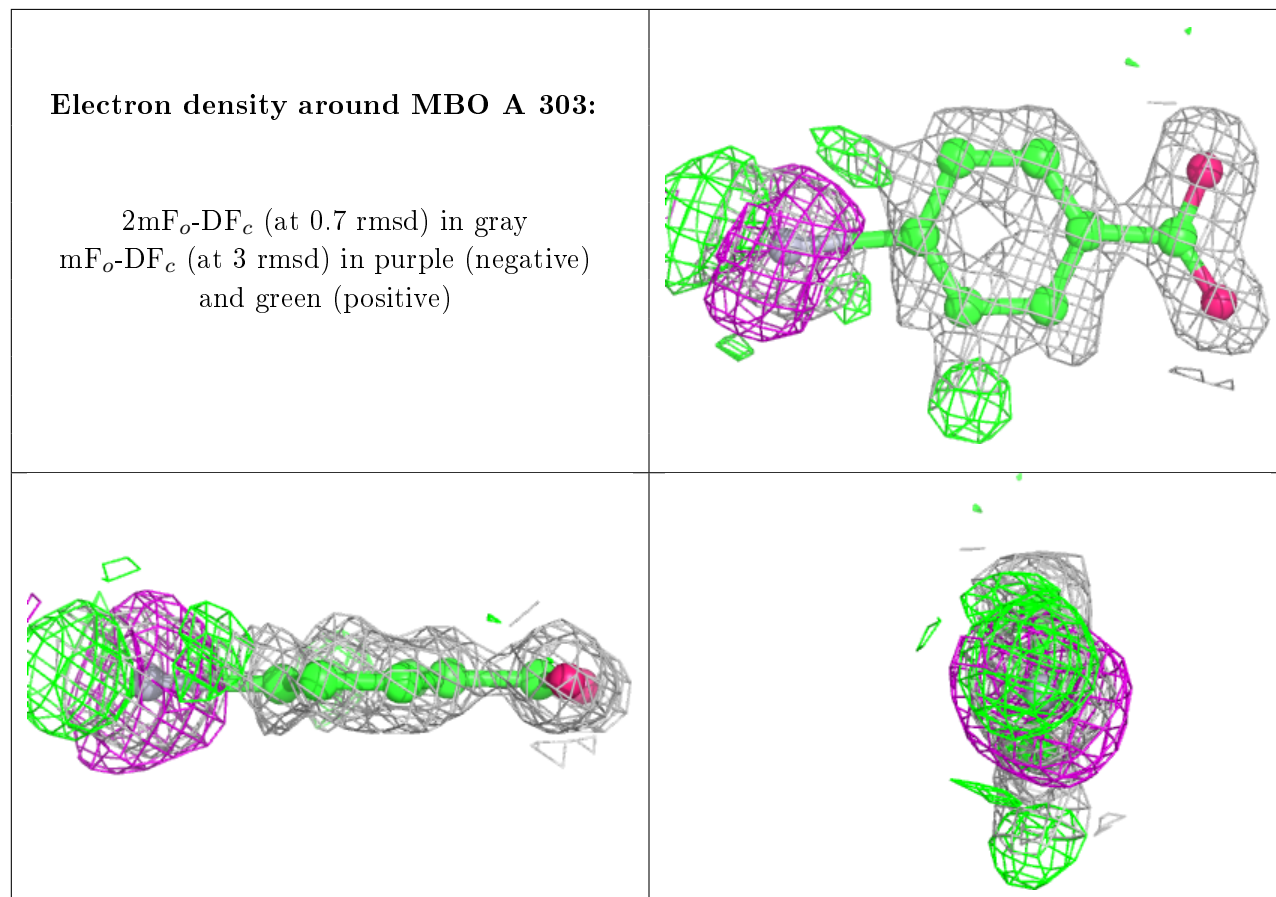 Electron density around MBO A 303:
2mFo-DFc (at 0.7 rmsd) in gray
mFo-DFc (at 3 rmsd) in purple (negative)
and green (positive)